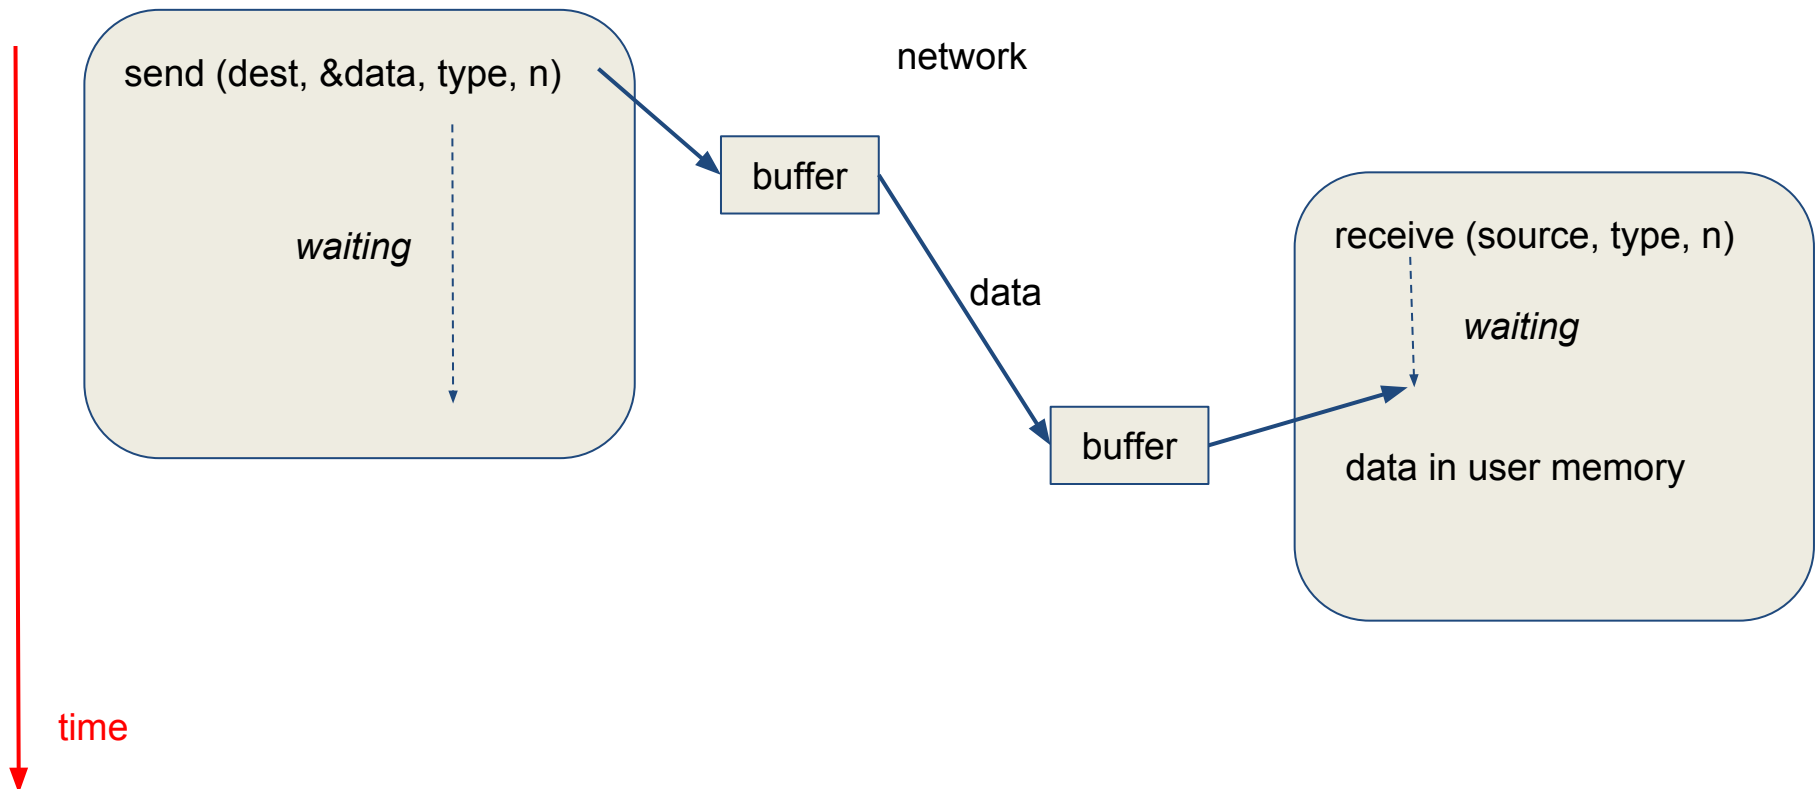 send (dest, &data, type, n)
network
buffer
waiting
data
receive (source, type, n)
waiting
buffer
data in user memory
time